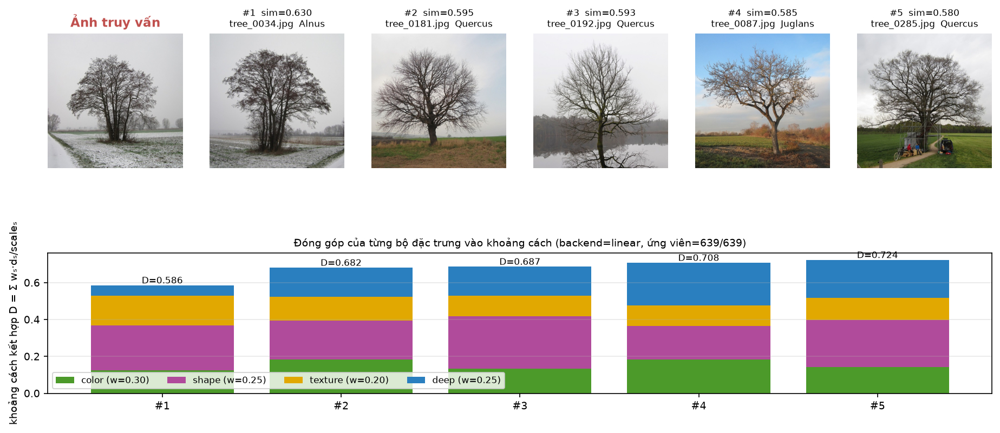 Ảnh truy vấn
#1 sim=0.630
tree_0034.jpg Alnus
#2 sim=0.595
tree_0181.jpg Quercus
#3 sim=0.593
tree_0192.jpg Quercus
#4 sim=0.585
tree_0087.jpg Juglans
#5 sim=0.580
tree_0285.jpg Quercus
Đóng góp của từng bộ đặc trưng vào khoảng cách (backend=linear, ứng viên=639/639)
khoảng cách kết hợp D = Σ wₛ·dₛ/scaleₛ
0.6
0.4
0.2
0.0
D=0.586
D=0.682
D=0.687
D=0.708
D=0.724
color (w=0.30)
shape (w=0.25)
texture (w=0.20)
deep (w=0.25)
#1
#2
#3
#4
#5